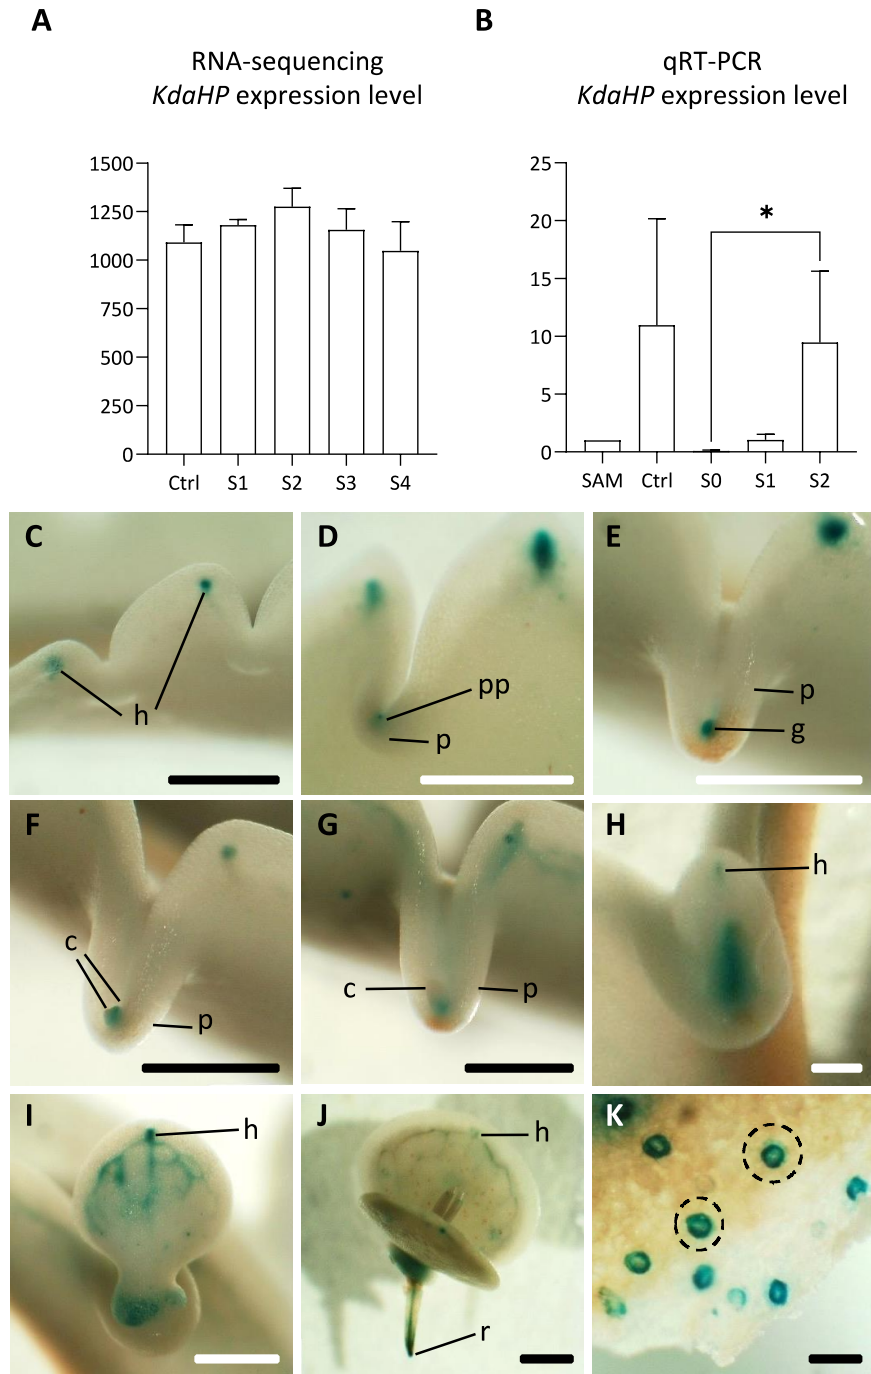 A
RNA-sequencing
KdaHP expression level
1500
1250
1000
750
500
250
0
Ctrl S1 S2 S3 S4
B
qRT-PCR
KdaHP expression level
25
20
15
10
5
0
*
SAM Ctrl S0 S1 S2
C
h
D
pp
p
E
p
g
F
c
p
G
c
p
H
h
I
h
J
h
r
K